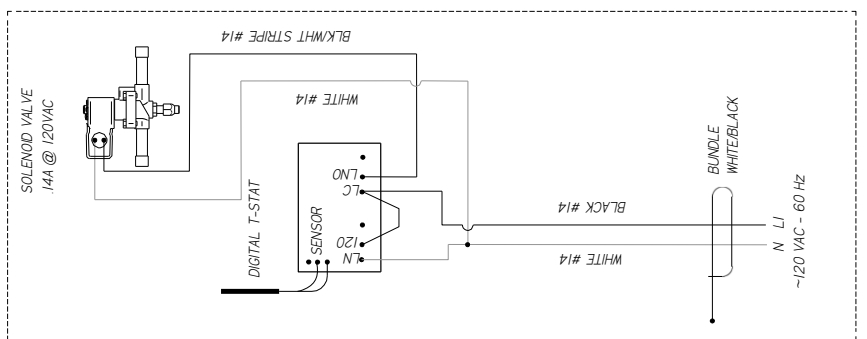 BLK/WHT STRIPE #14
WHITE #14
SOLENOID VALVE
.14A @ 120VAC
LNO
LC
120
LN
SENSOR
DIGITAL T-STAT
BLACK #14
WHITE #14
BUNDLE
WHITE/BLACK
L1
N
~120 VAC - 60 Hz